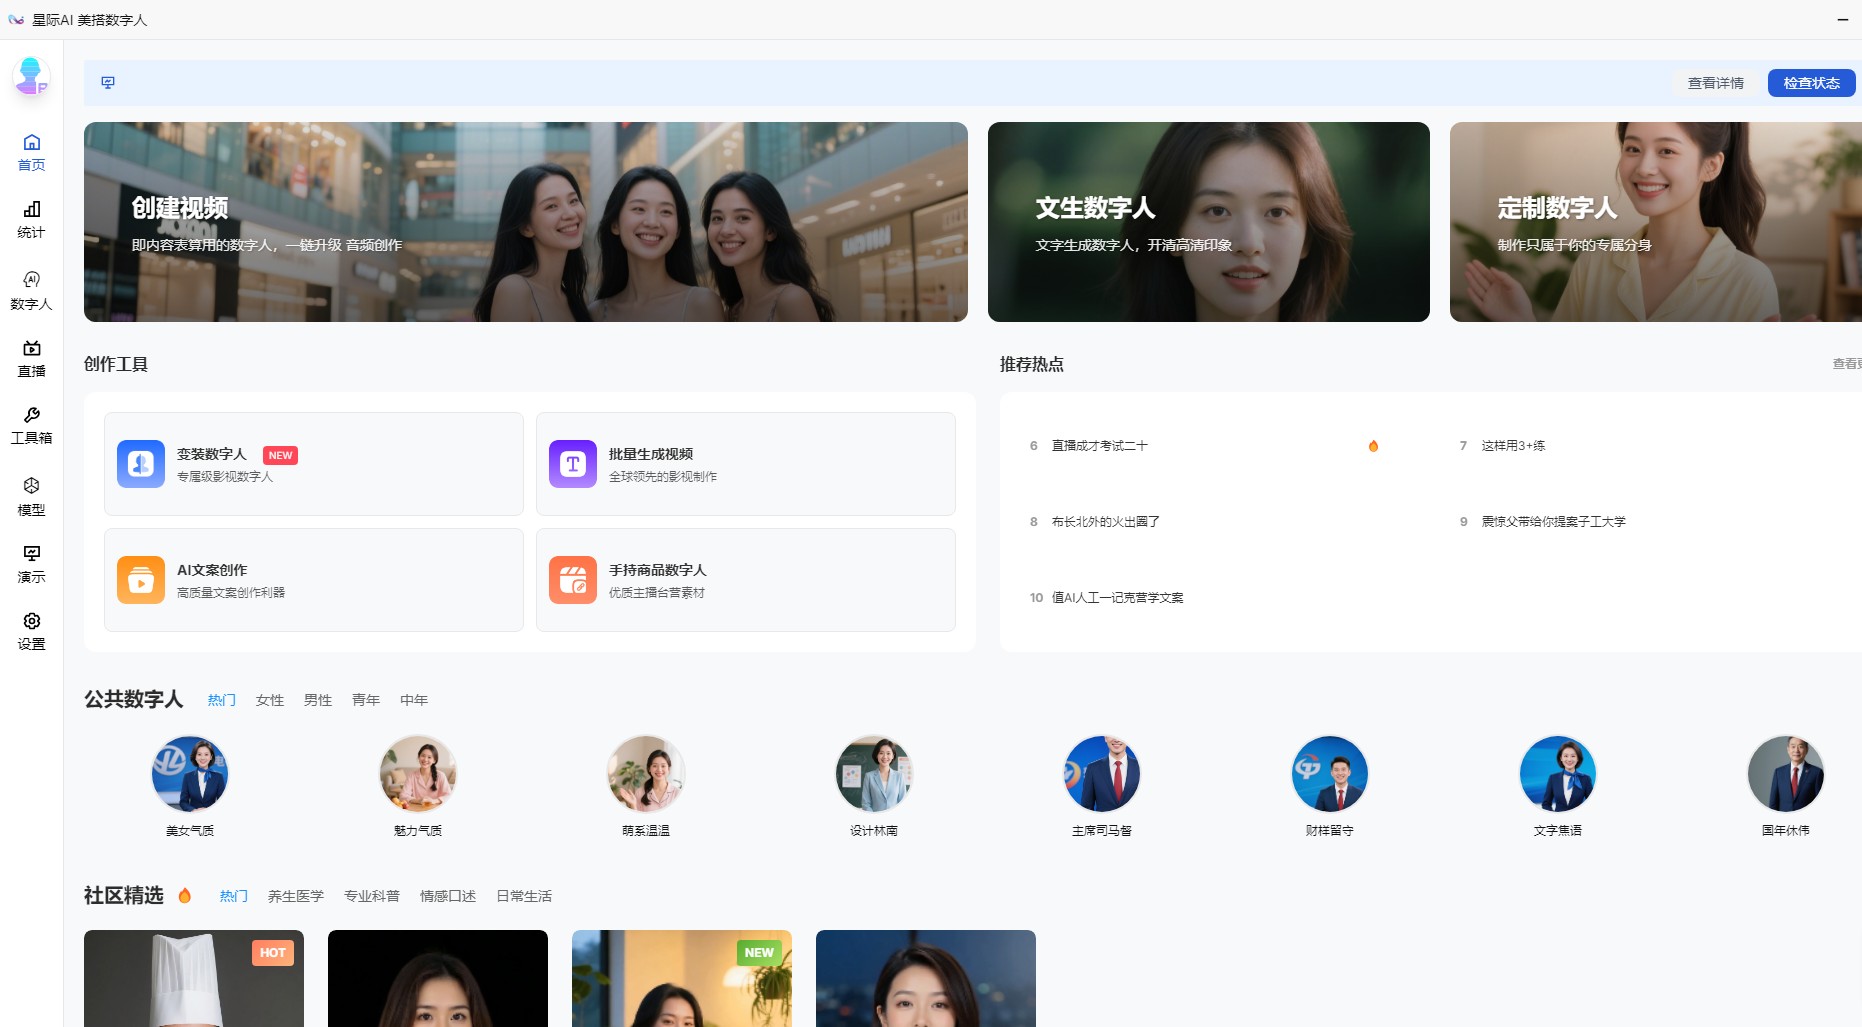 星际AI 美搭数字人
查看详情
检查状态
首页
统计
数字人
直播
工具箱
模型
演示
设置
创建视频
即内容表算用的数字人，一链升级 音频创作
文生数字人
文字生成数字人，开清高清印象
定制数字人
制作只属于你的专属分身
创作工具
变装数字人 NEW
专属级影视数字人
批量生成视频
全球领先的影视制作
AI文案创作
高质量文案创作利器
手持商品数字人
优质主播台营素材
推荐热点
查看
6 直播成才考试二十
7 这样用3+练
8 布长北外的火出圈了
9 震惊父带给你提案子工大学
10 值AI人工一记克营学文案
公共数字人 热门 女性 男性 青年 中年
美女气质
魅力气质
萌系温温
设计林南
主席司马督
财样留守
文字焦语
国年休伟
社区精选 热门 养生医学 专业科普 情感口述 日常生活
HOT
NEW